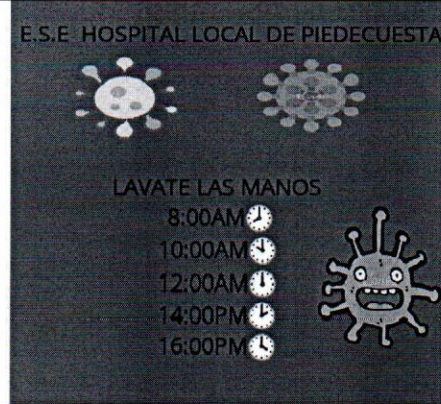 E.S.E HOSPITAL LOCAL DE PIEDECUESTA
LAVATE LAS MANOS
8:00AM
10:00AM
12:00AM
14:00PM
16:00PM